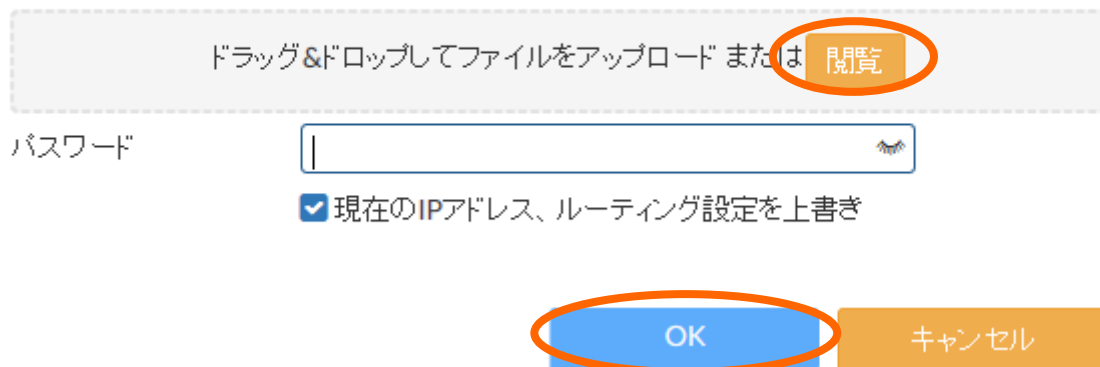 ドラッグ&ドロップしてファイルをアップロード または 閲覧
パスワード
現在のIPアドレス、ルーティング設定を上書き
OK キャンセル